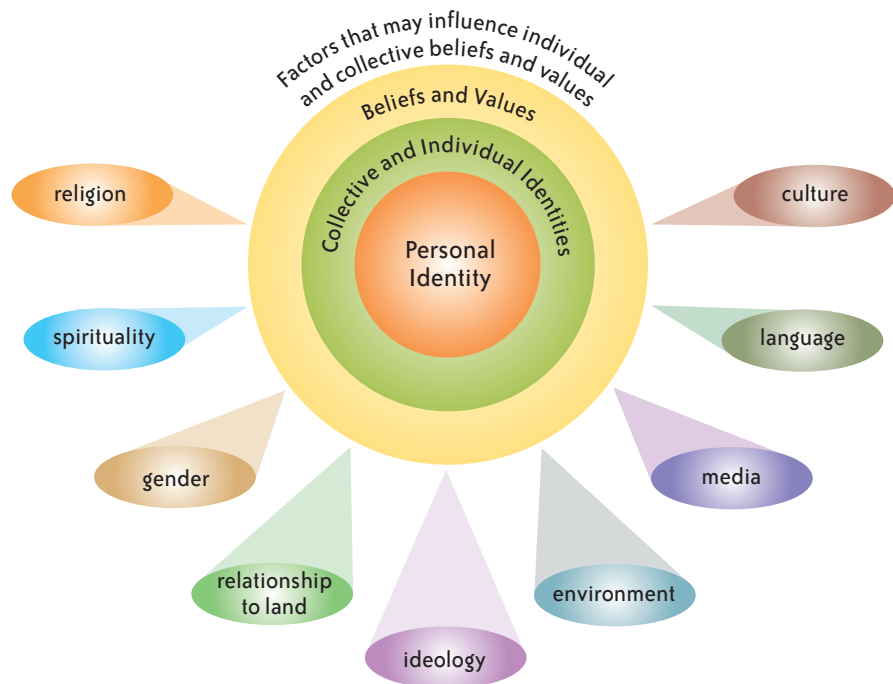 Factors that may influence individual
and collective beliefs and values
Beliefs and Values
Collective and Individual Identities
Personal
Identity
religion
culture
spirituality
language
gender
media
relationship
to land
environment
ideology